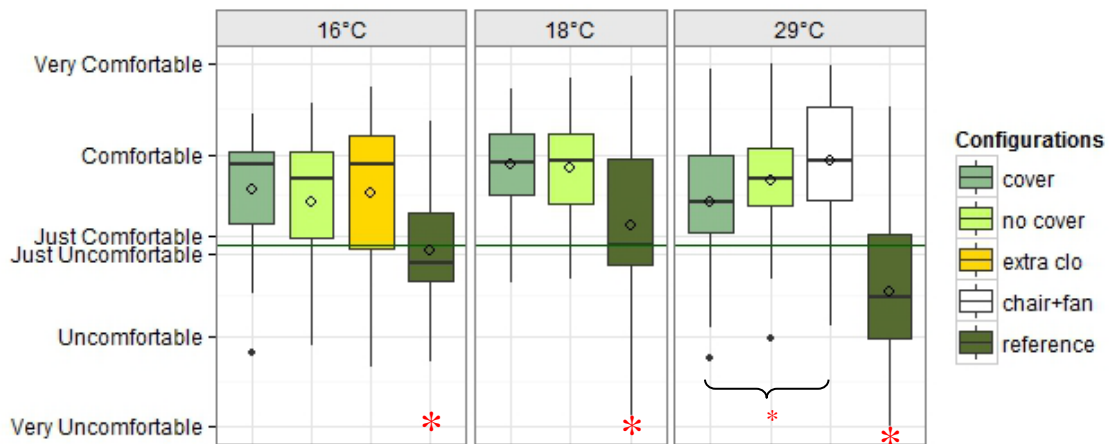 16°C 18°C 29°C
Very Comfortable
Comfortable
Just Comfortable
Just Uncomfortable
Uncomfortable
Very Uncomfortable
* * * *
Configurations
cover
no cover
extra clo
chair+fan
reference